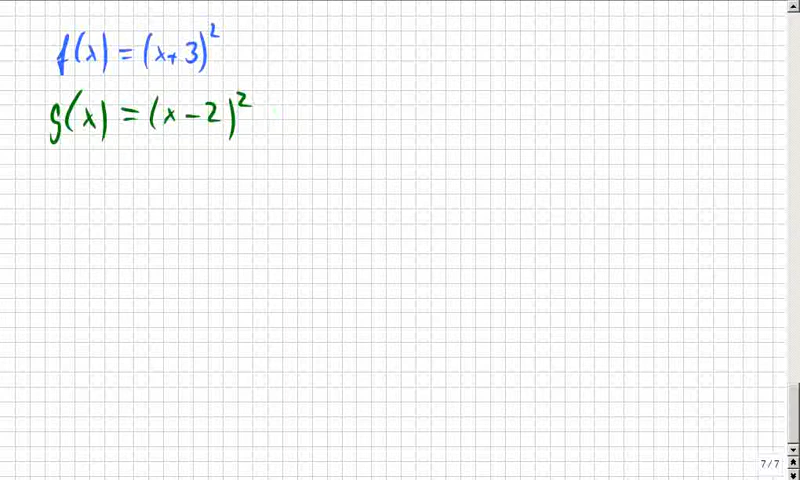 f(x) = (x+3)²
g(x) = (x-2)²
7/7